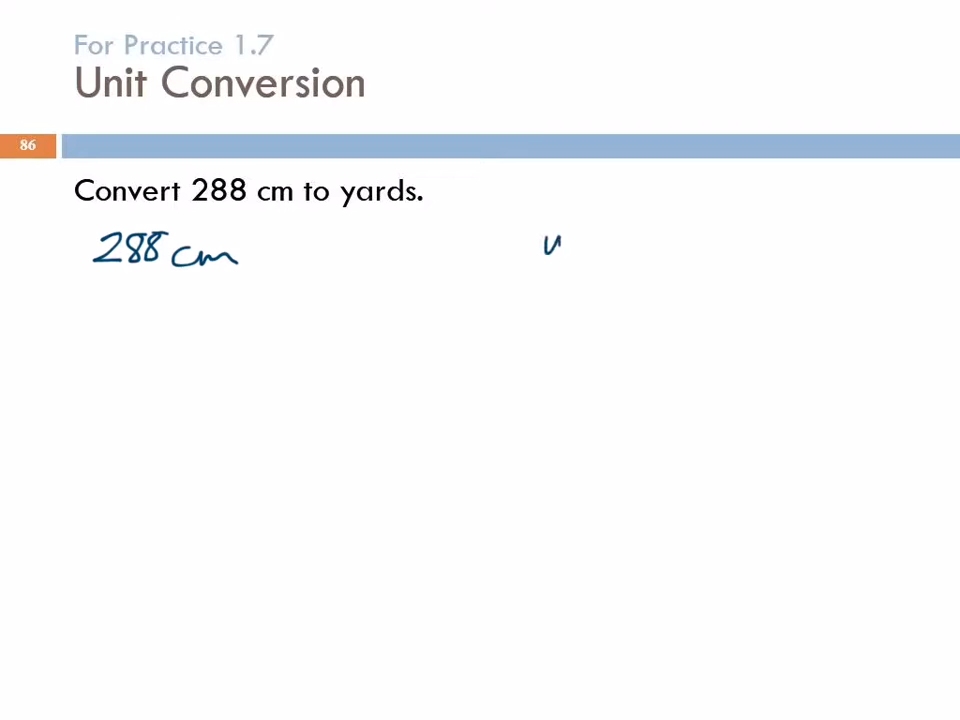 For Practice 1.7
Unit Conversion
86
Convert 288 cm to yards.
288 cm